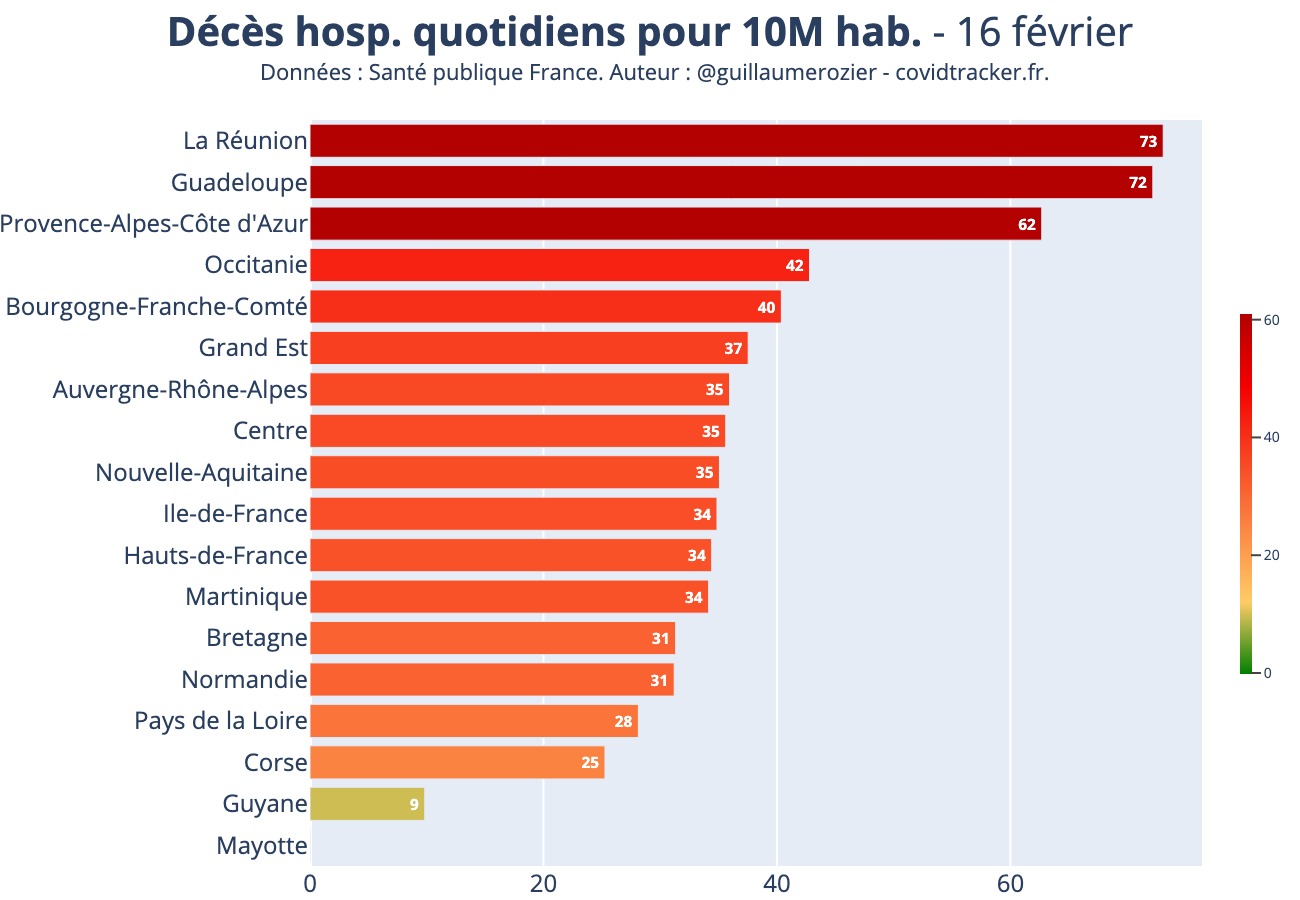 Décès hosp. quotidiens pour 10M hab. - 16 février
Données : Santé publique France. Auteur : @guillaumerozier - covidtracker.fr.
La Réunion 73
Guadeloupe 72
Provence-Alpes-Côte d'Azur 62
Occitanie 42
Bourgogne-Franche-Comté 40
Grand Est 37
Auvergne-Rhône-Alpes 35
Centre 35
Nouvelle-Aquitaine 35
Ile-de-France 34
Hauts-de-France 34
Martinique 34
Bretagne 31
Normandie 31
Pays de la Loire 28
Corse 25
Guyane 9
Mayotte
0 20 40 60
60
40
20
0